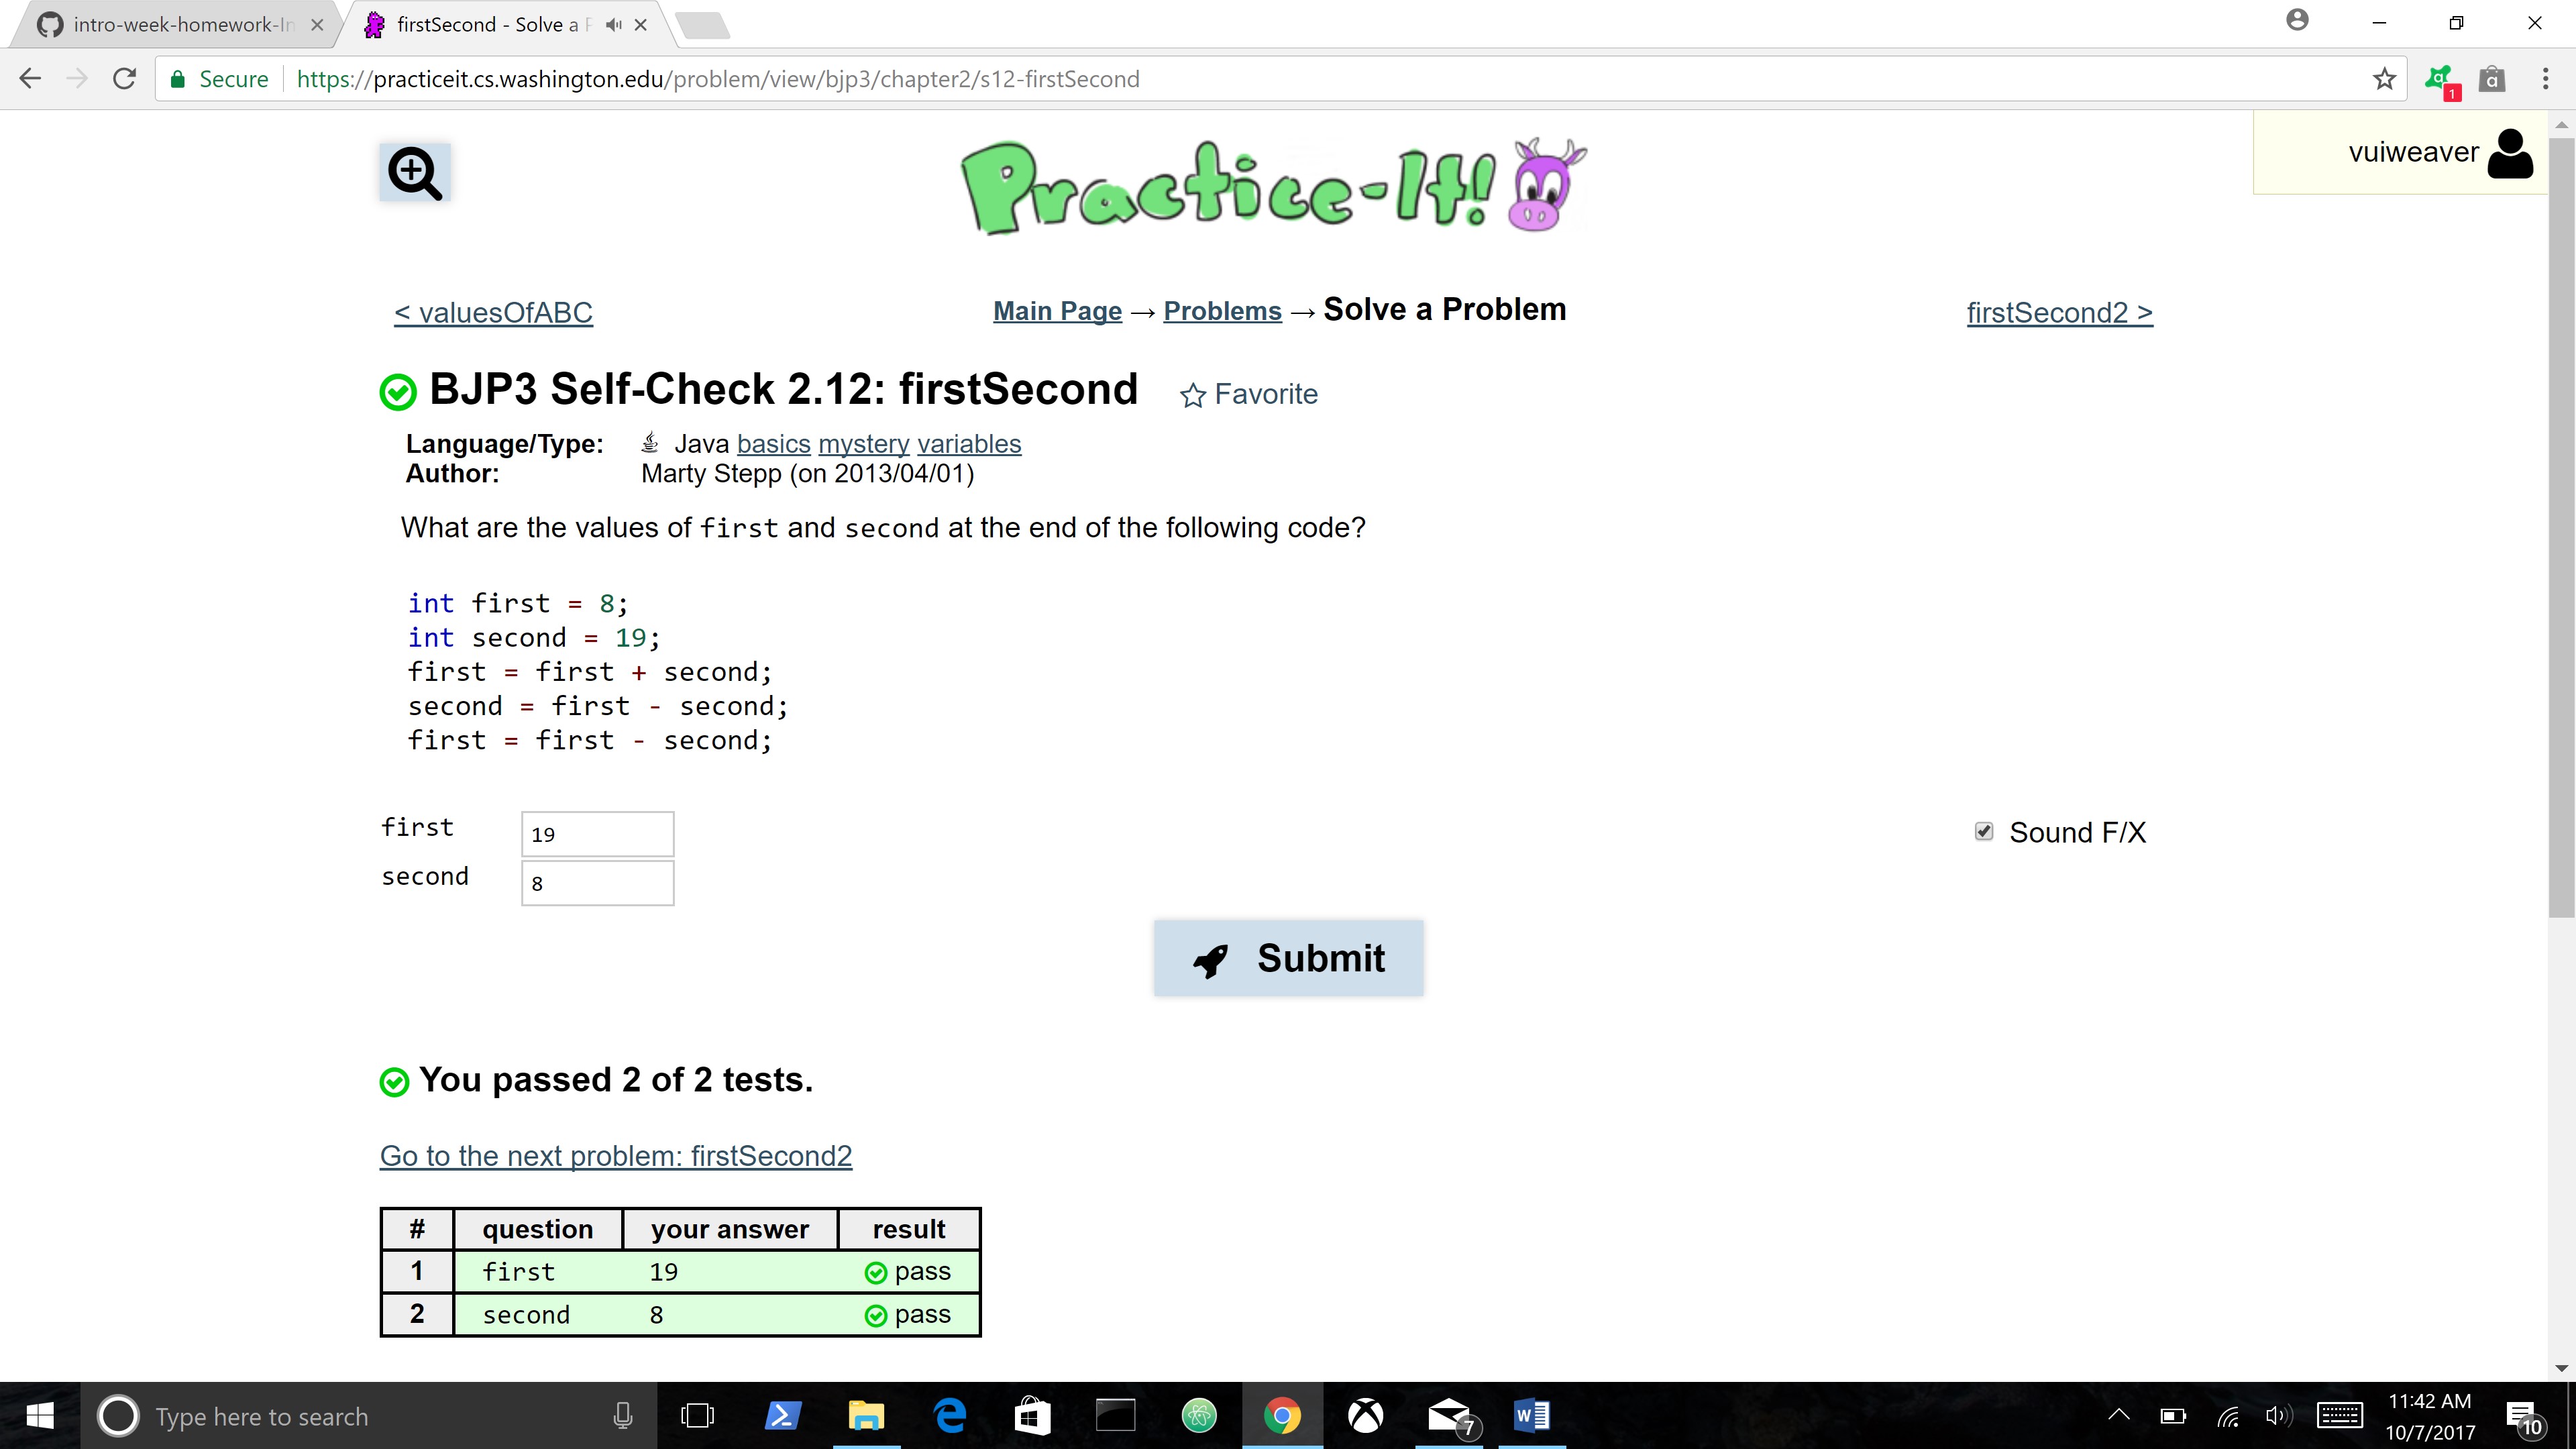 intro-week-homework-In
firstSecond - Solve a P
Secure https://practiceit.cs.washington.edu/problem/view/bjp3/chapter2/s12-firstSecond
1
a
Practice-It!
vuiweaver
< valuesOfABC
Main Page → Problems → Solve a Problem
firstSecond2 >
BJP3 Self-Check 2.12: firstSecond
Favorite
Language/Type: Java basics mystery variables
Author: Marty Stepp (on 2013/04/01)
What are the values of first and second at the end of the following code?
int first = 8;
int second = 19;
first = first + second;
second = first - second;
first = first - second;
first 19
Sound F/X
second 8
Submit
You passed 2 of 2 tests.
Go to the next problem: firstSecond2
# question your answer result
1 first 19 pass
2 second 8 pass
Type here to search
7
11:42 AM
10/7/2017
10